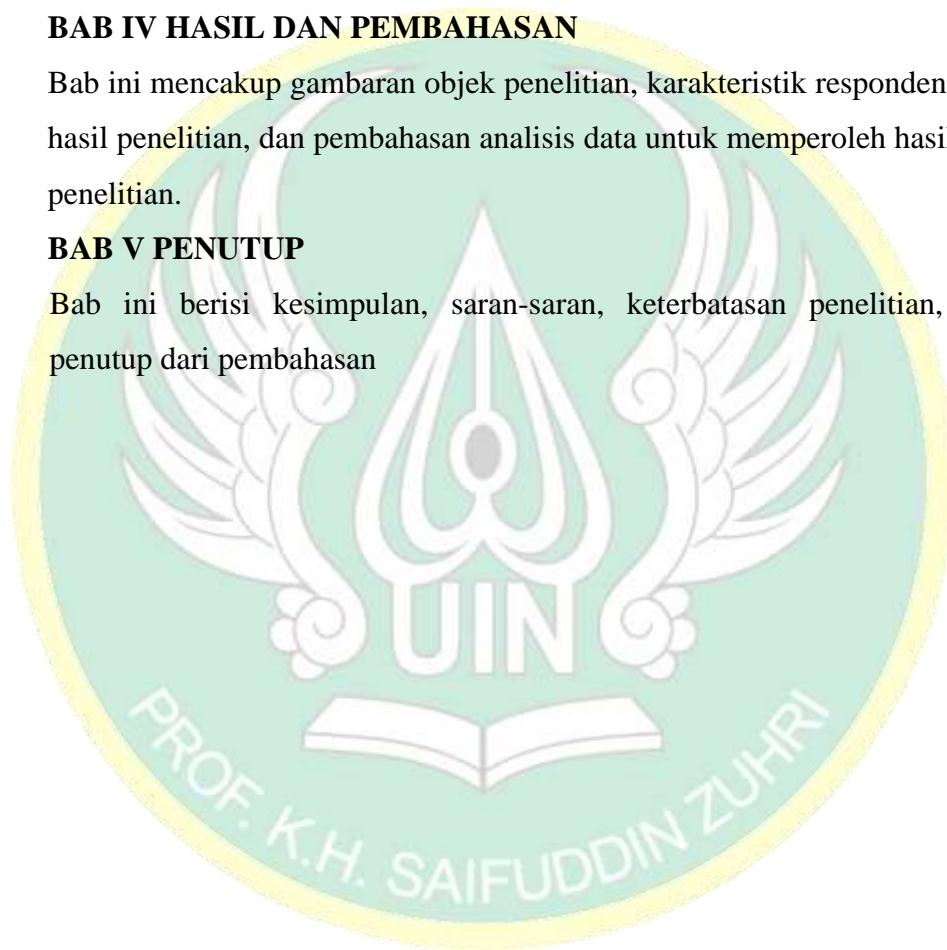 BAB IV HASIL DAN PEMBAHASAN
Bab ini mencakup gambaran objek penelitian, karakteristik responden
hasil penelitian, dan pembahasan analisis data untuk memperoleh hasil
penelitian.
BAB V PENUTUP
Bab ini berisi kesimpulan, saran-saran, keterbatasan penelitian,
penutup dari pembahasan
UIN
PROF. K.H. SAIFUDDIN ZUHRI